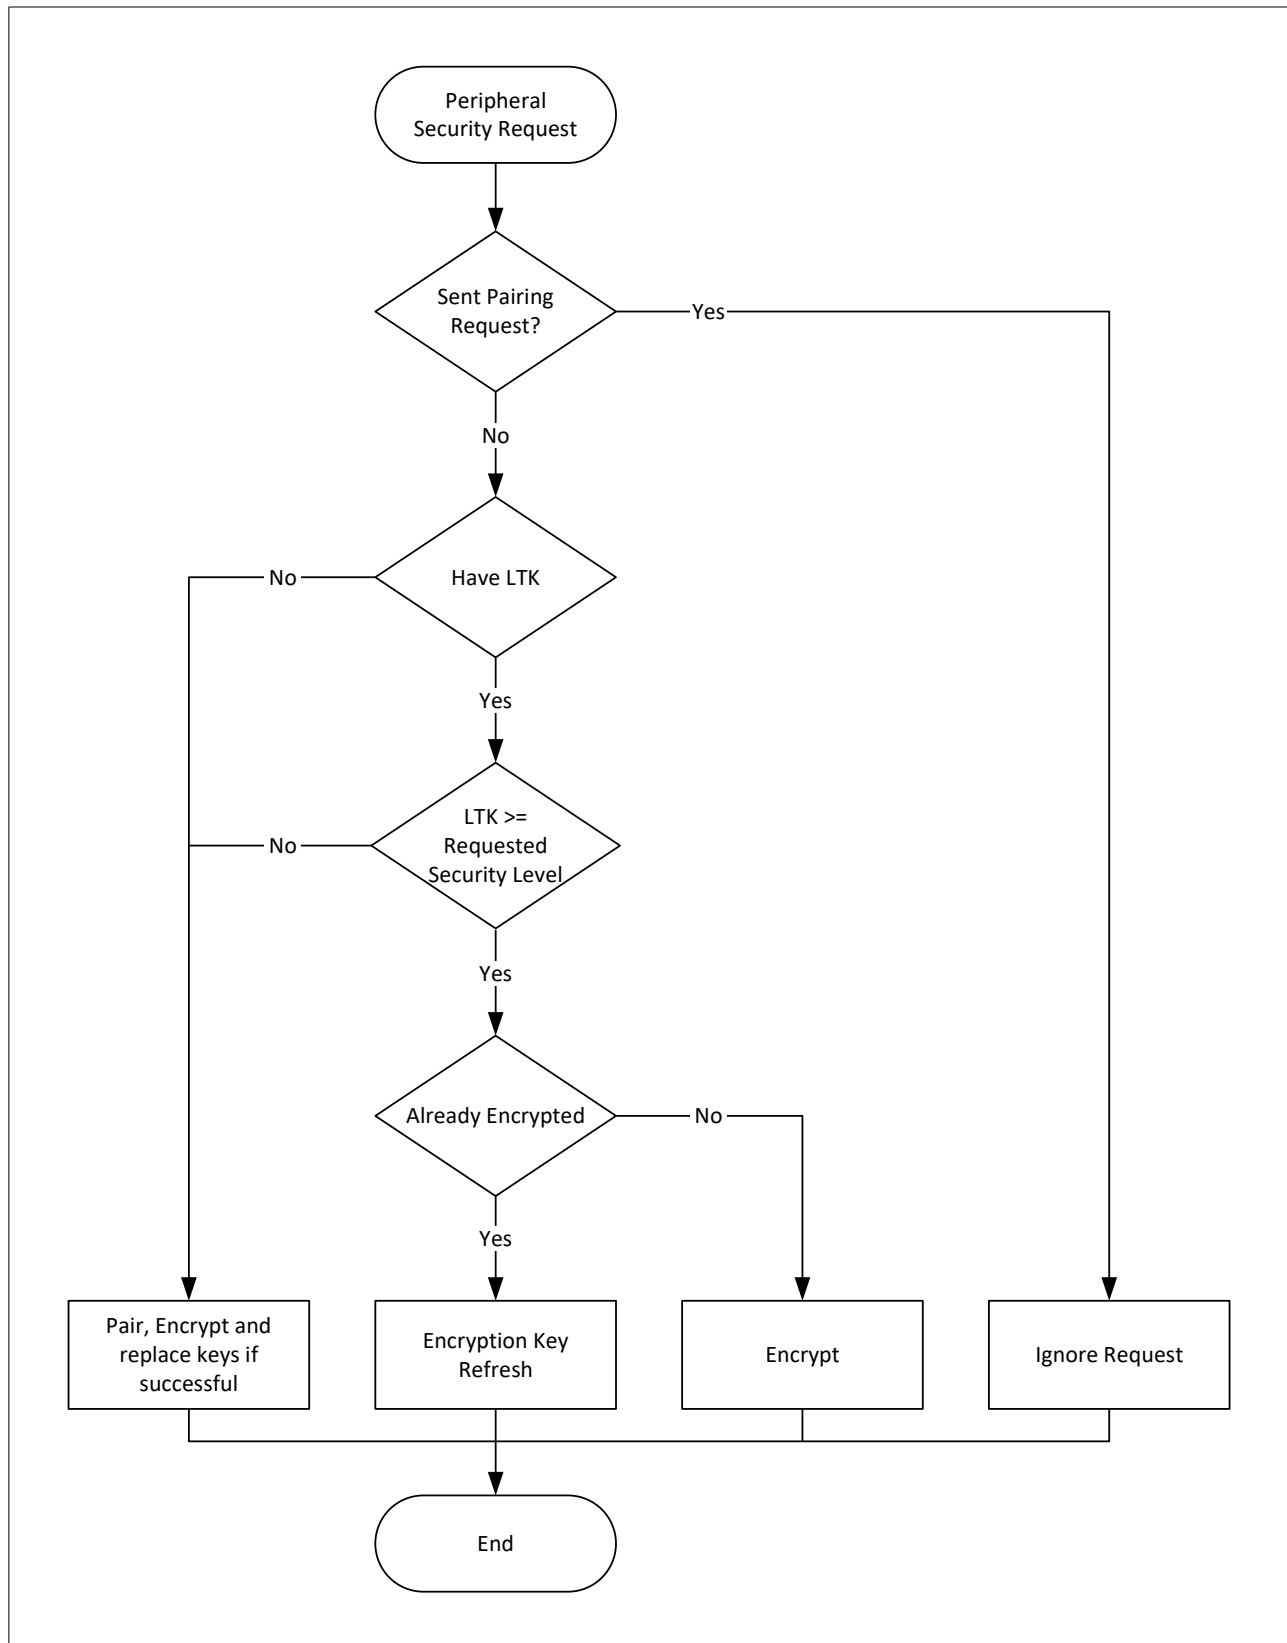 Peripheral
Security Request
Sent Pairing
Request?
Yes
No
Have LTK
No
Yes
LTK >=
Requested
Security Level
No
Yes
Already Encrypted
No
Yes
Pair, Encrypt and
replace keys if
successful
Encryption Key
Refresh
Encrypt
Ignore Request
End